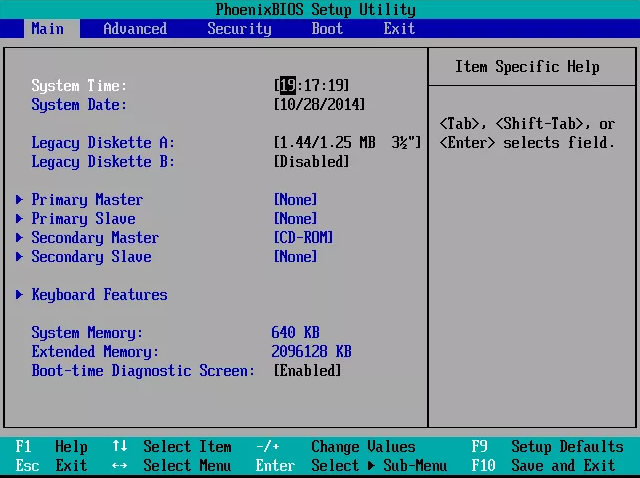 PhoenixBIOS Setup Utility
Main Advanced Security Boot Exit
Item Specific Help
System Time: [19:17:19]
System Date: [10/28/2014]
<Tab>, <Shift-Tab>, or
<Enter> selects field.
Legacy Diskette A: [1.44/1.25 MB 3½"]
Legacy Diskette B: [Disabled]
Primary Master [None]
Primary Slave [None]
Secondary Master [CD-ROM]
Secondary Slave [None]
Keyboard Features
System Memory: 640 KB
Extended Memory: 2096128 KB
Boot-time Diagnostic Screen: [Enabled]
F1 Help ↑↓ Select Item -/+ Change Values F9 Setup Defaults
Esc Exit ↔ Select Menu Enter Select ▶ Sub-Menu F10 Save and Exit